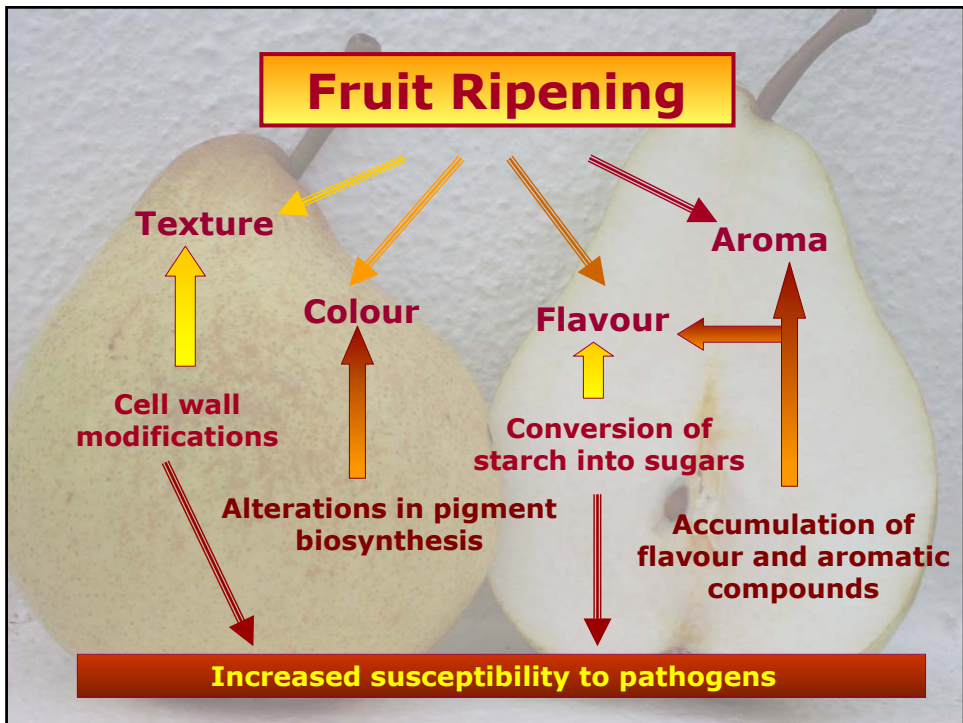 Fruit Ripening
Texture
Aroma
Colour
Flavour
Cell wall
modifications
Conversion of
starch into sugars
Alterations in pigment
biosynthesis
Accumulation of
flavour and aromatic
compounds
Increased susceptibility to pathogens